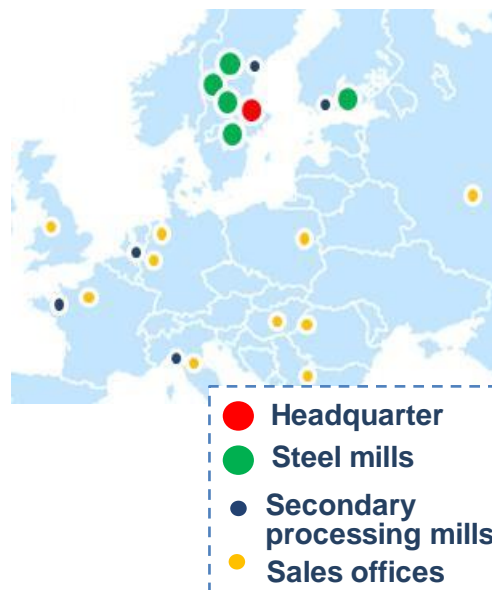 Headquarter
Steel mills
Secondary
processing mills
Sales offices